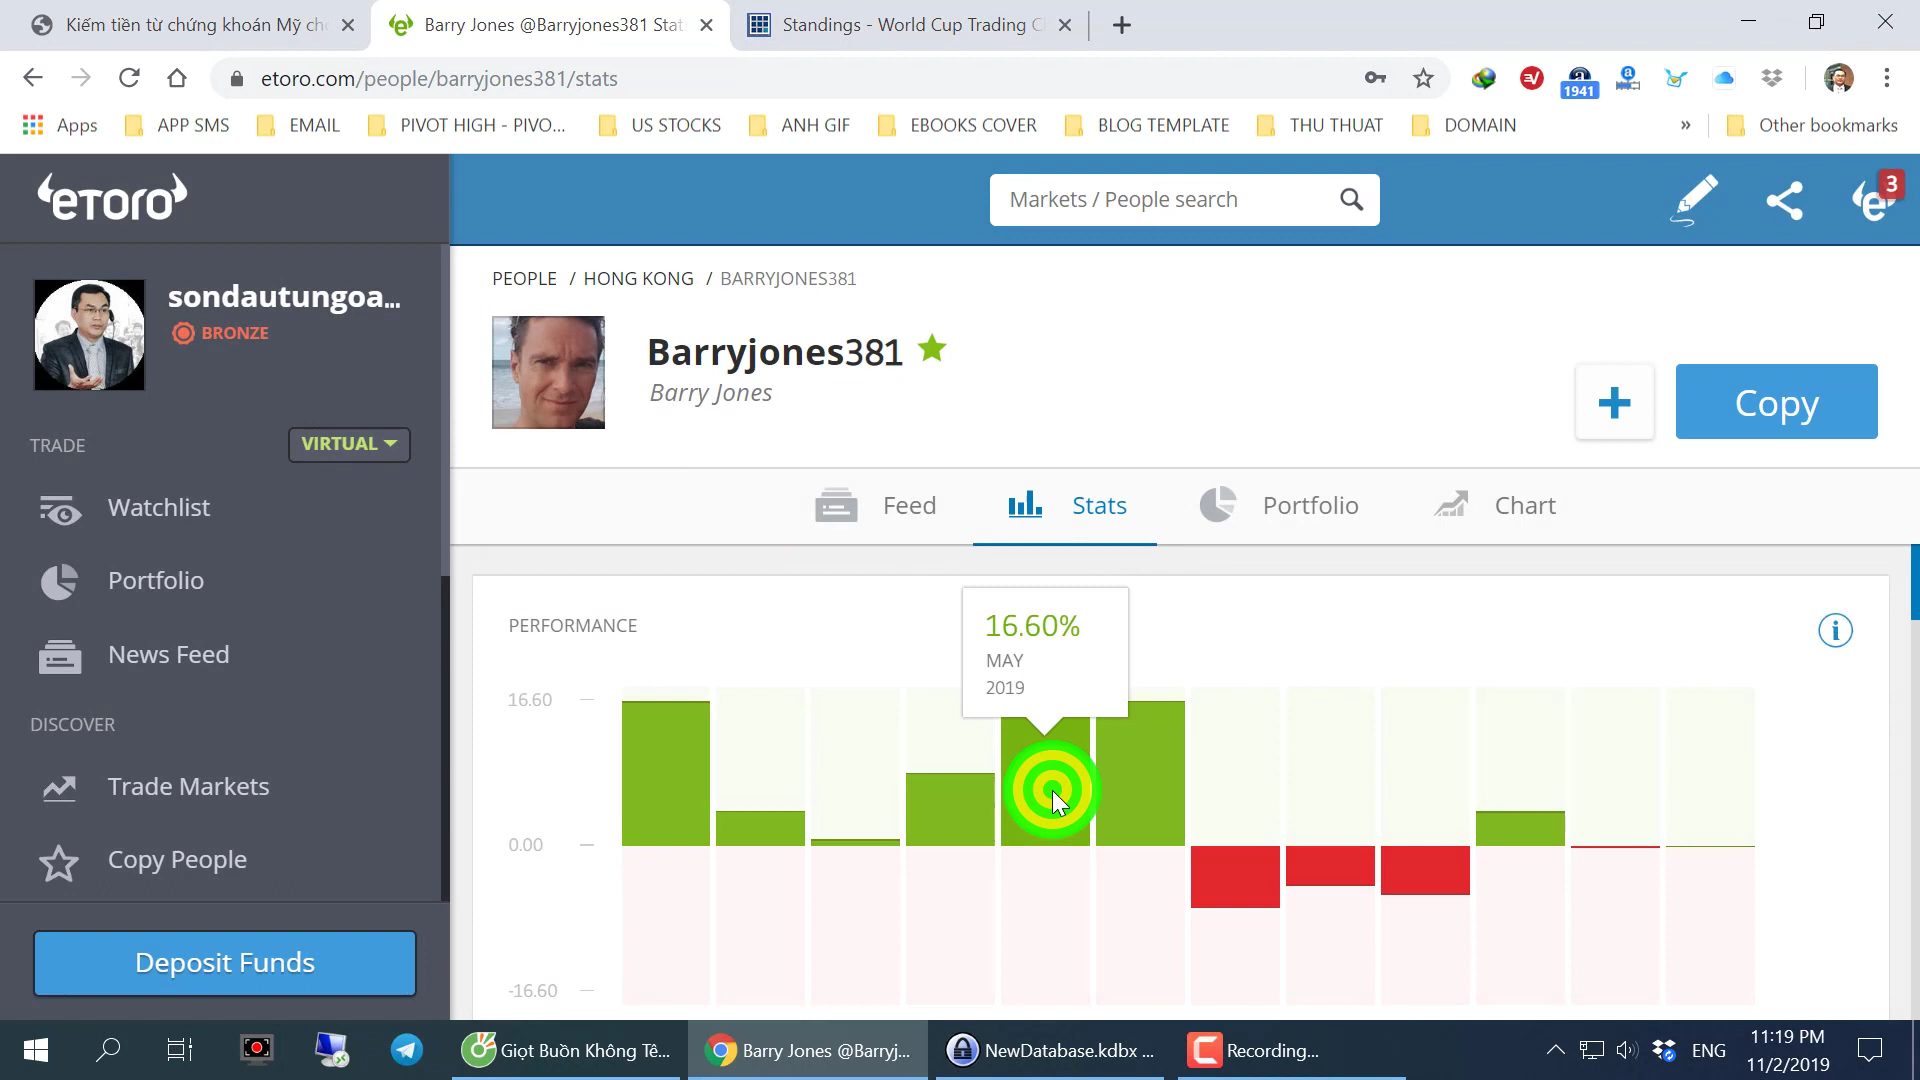 Kiếm tiền từ chứng khoán Mỹ ch
Barry Jones @Barryjones381 Stat
Standings - World Cup Trading C
etoro.com/people/barryjones381/stats
1941
Apps
APP SMS
EMAIL
PIVOT HIGH - PIVO...
US STOCKS
ANH GIF
EBOOKS COVER
BLOG TEMPLATE
THU THUAT
DOMAIN
»
Other bookmarks
eToro
Markets / People search
3
sondautungoa...
BRONZE
PEOPLE / HONG KONG / BARRYJONES381
Barryjones381
Barry Jones
Copy
TRADE
VIRTUAL
Watchlist
Portfolio
News Feed
DISCOVER
Trade Markets
Copy People
Deposit Funds
Feed
Stats
Portfolio
Chart
PERFORMANCE
16.60%
MAY
2019
16.60
0.00
-16.60
Giọt Buồn Không Tê...
Barry Jones @Barryj...
NewDatabase.kdbx ...
Recording...
ENG
11:19 PM
11/2/2019